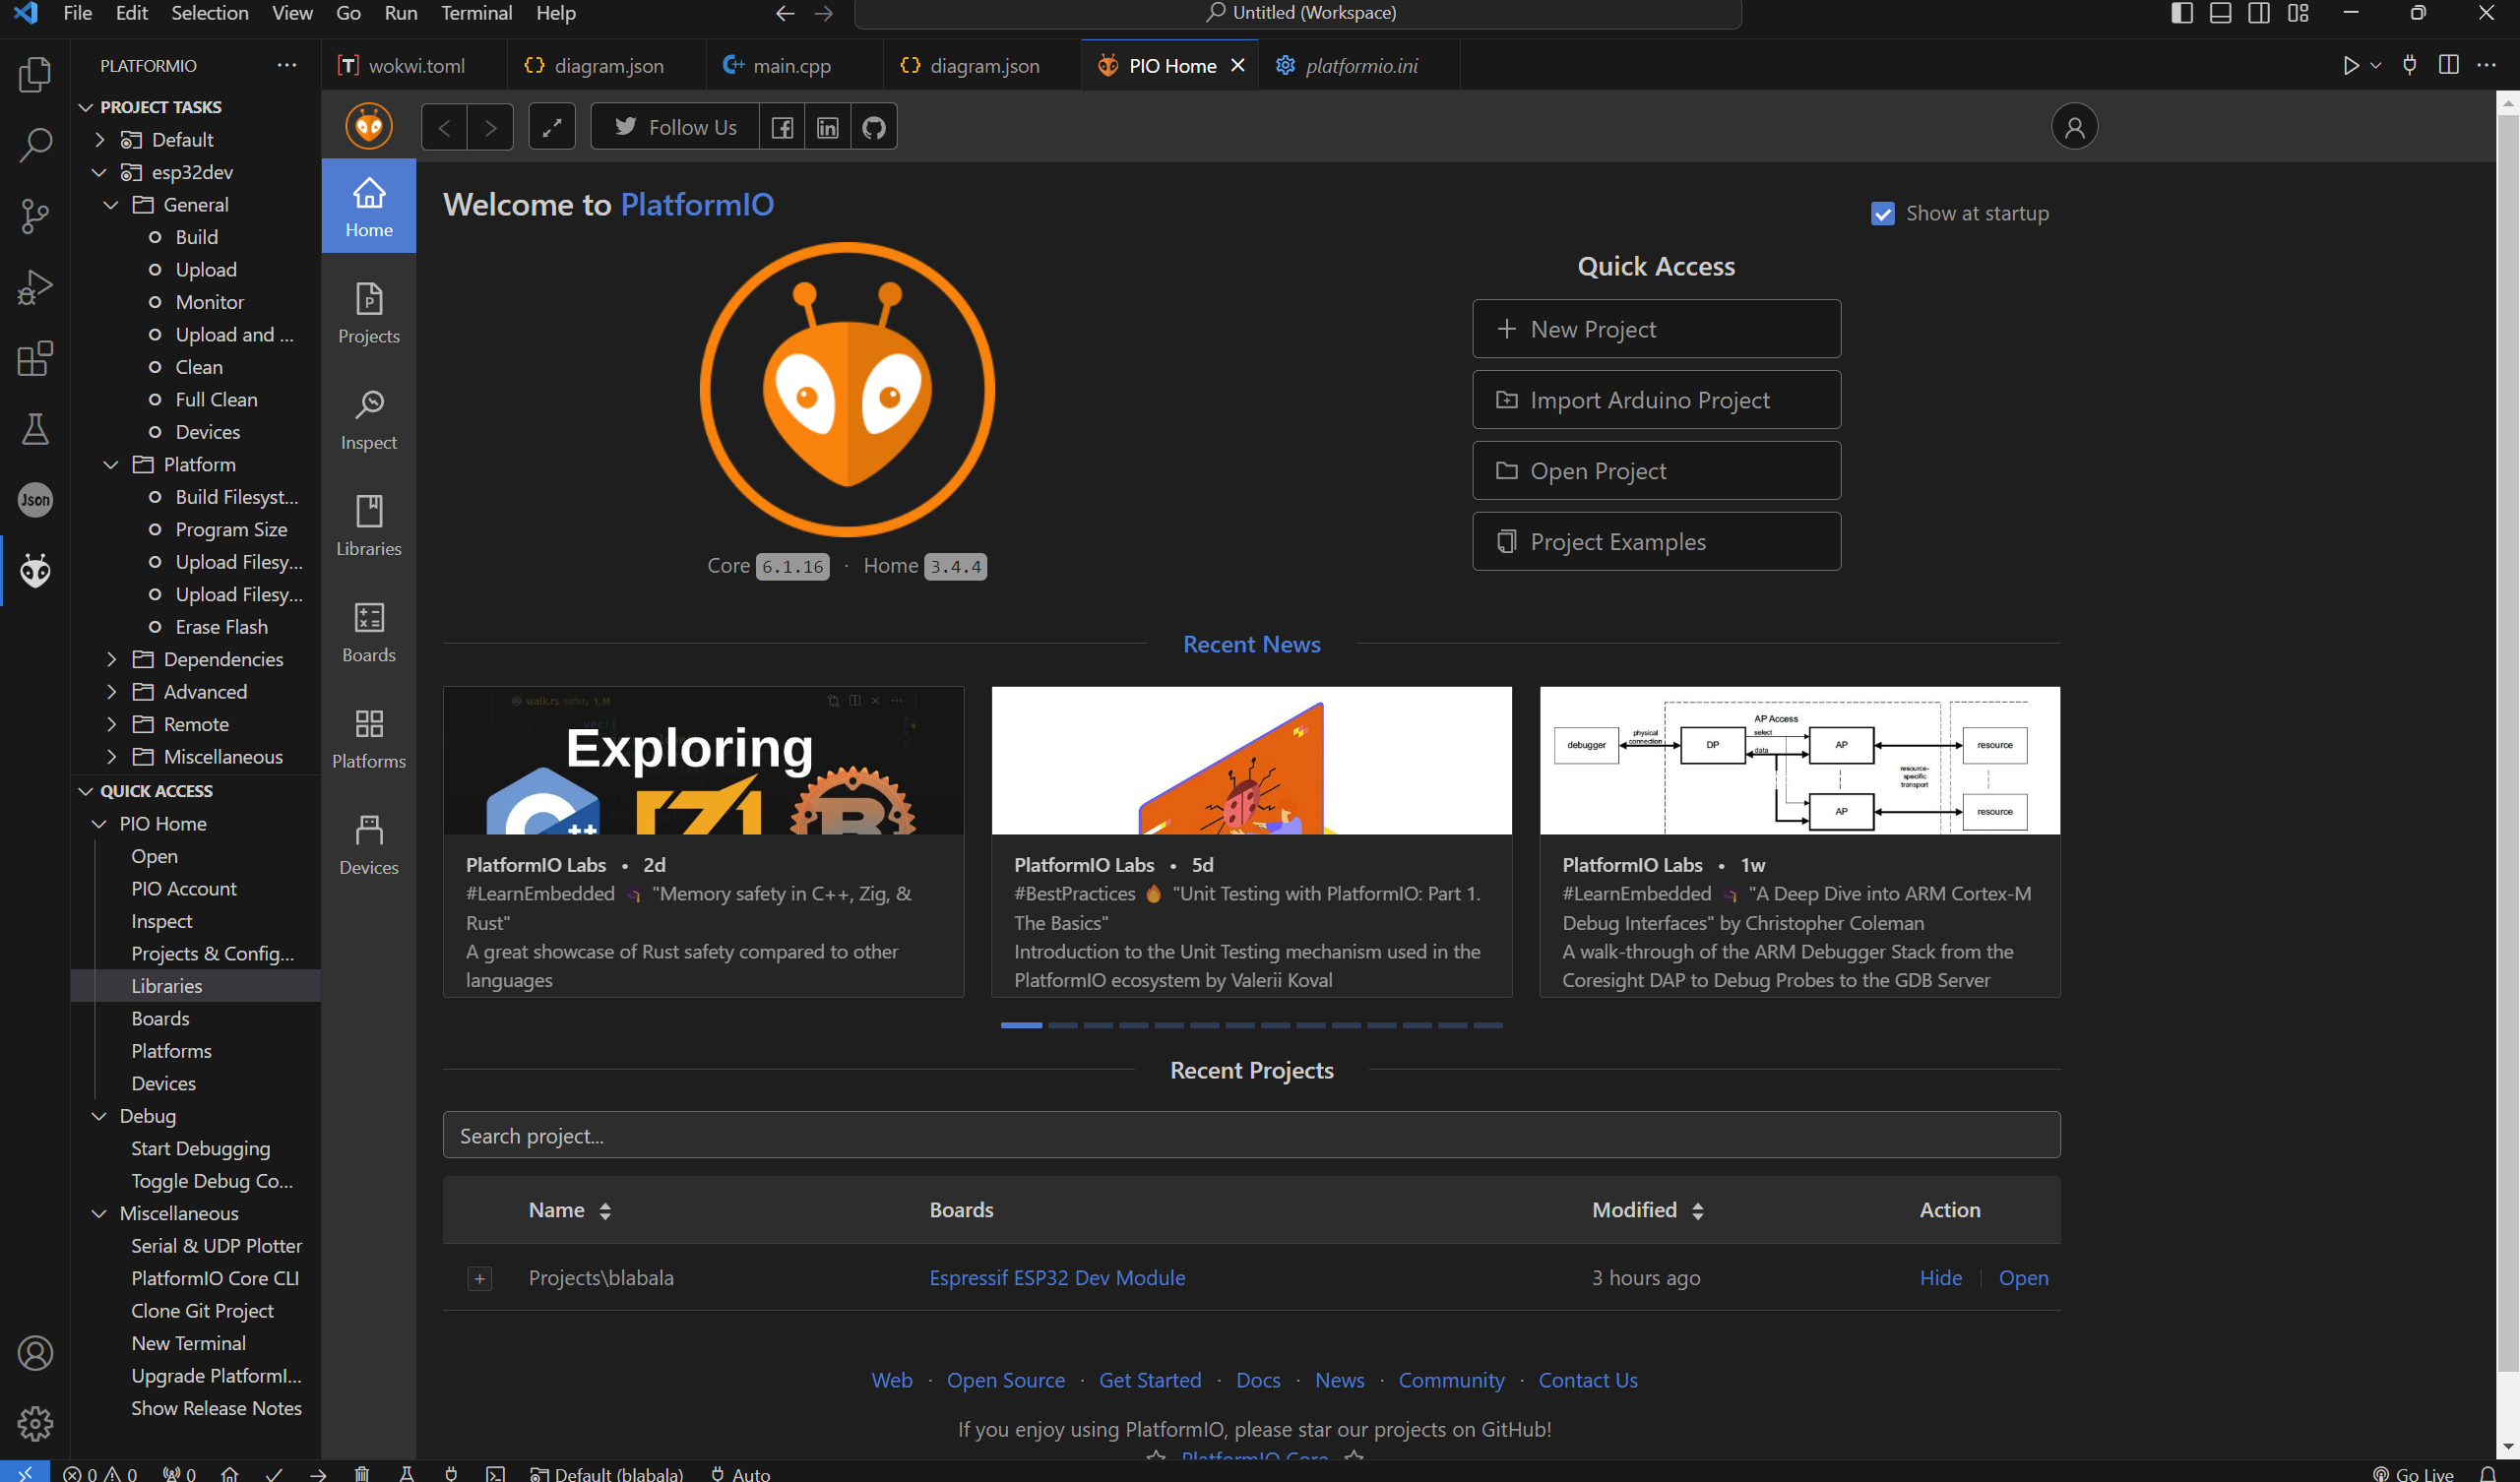 File Edit Selection View Go Run Terminal Help
Untitled (Workspace)
PLATFORMIO
wokwi.toml
diagram.json
main.cpp
diagram.json
PIO Home
platformio.ini
PROJECT TASKS
Default
esp32dev
General
Build
Upload
Monitor
Upload and ...
Clean
Full Clean
Devices
Platform
Build Filesyst...
Program Size
Upload Filesy...
Upload Filesy...
Erase Flash
Dependencies
Advanced
Remote
Miscellaneous
QUICK ACCESS
PIO Home
Open
PIO Account
Inspect
Projects & Config...
Libraries
Boards
Platforms
Devices
Debug
Start Debugging
Toggle Debug Co...
Miscellaneous
Serial & UDP Plotter
PlatformIO Core CLI
Clone Git Project
New Terminal
Upgrade PlatformI...
Show Release Notes
Json
Home
Projects
Inspect
Libraries
Boards
Platforms
Devices
Follow Us
Welcome to PlatformIO
Show at startup
Core 6.1.16 · Home 3.4.4
Quick Access
New Project
Import Arduino Project
Open Project
Project Examples
Recent News
walk.rs safety 1, M
Exploring
PlatformIO Labs • 2d
#LearnEmbedded "Memory safety in C++, Zig, &
Rust"
A great showcase of Rust safety compared to other
languages
PlatformIO Labs • 5d
#BestPractices "Unit Testing with PlatformIO: Part 1.
The Basics"
Introduction to the Unit Testing mechanism used in the
PlatformIO ecosystem by Valerii Koval
AP Access
debugger
physical
connection
DP
select
data
AP
resource
resource-
specific
transport
AP
resource
PlatformIO Labs • 1w
#LearnEmbedded "A Deep Dive into ARM Cortex-M
Debug Interfaces" by Christopher Coleman
A walk-through of the ARM Debugger Stack from the
Coresight DAP to Debug Probes to the GDB Server
Recent Projects
Search project...
Name Boards Modified Action
Projects\blabala Espressif ESP32 Dev Module 3 hours ago Hide Open
Web · Open Source · Get Started · Docs · News · Community · Contact Us
If you enjoy using PlatformIO, please star our projects on GitHub!
PlatformIO Core
0 0 0 Default (blabala) Auto Go Live